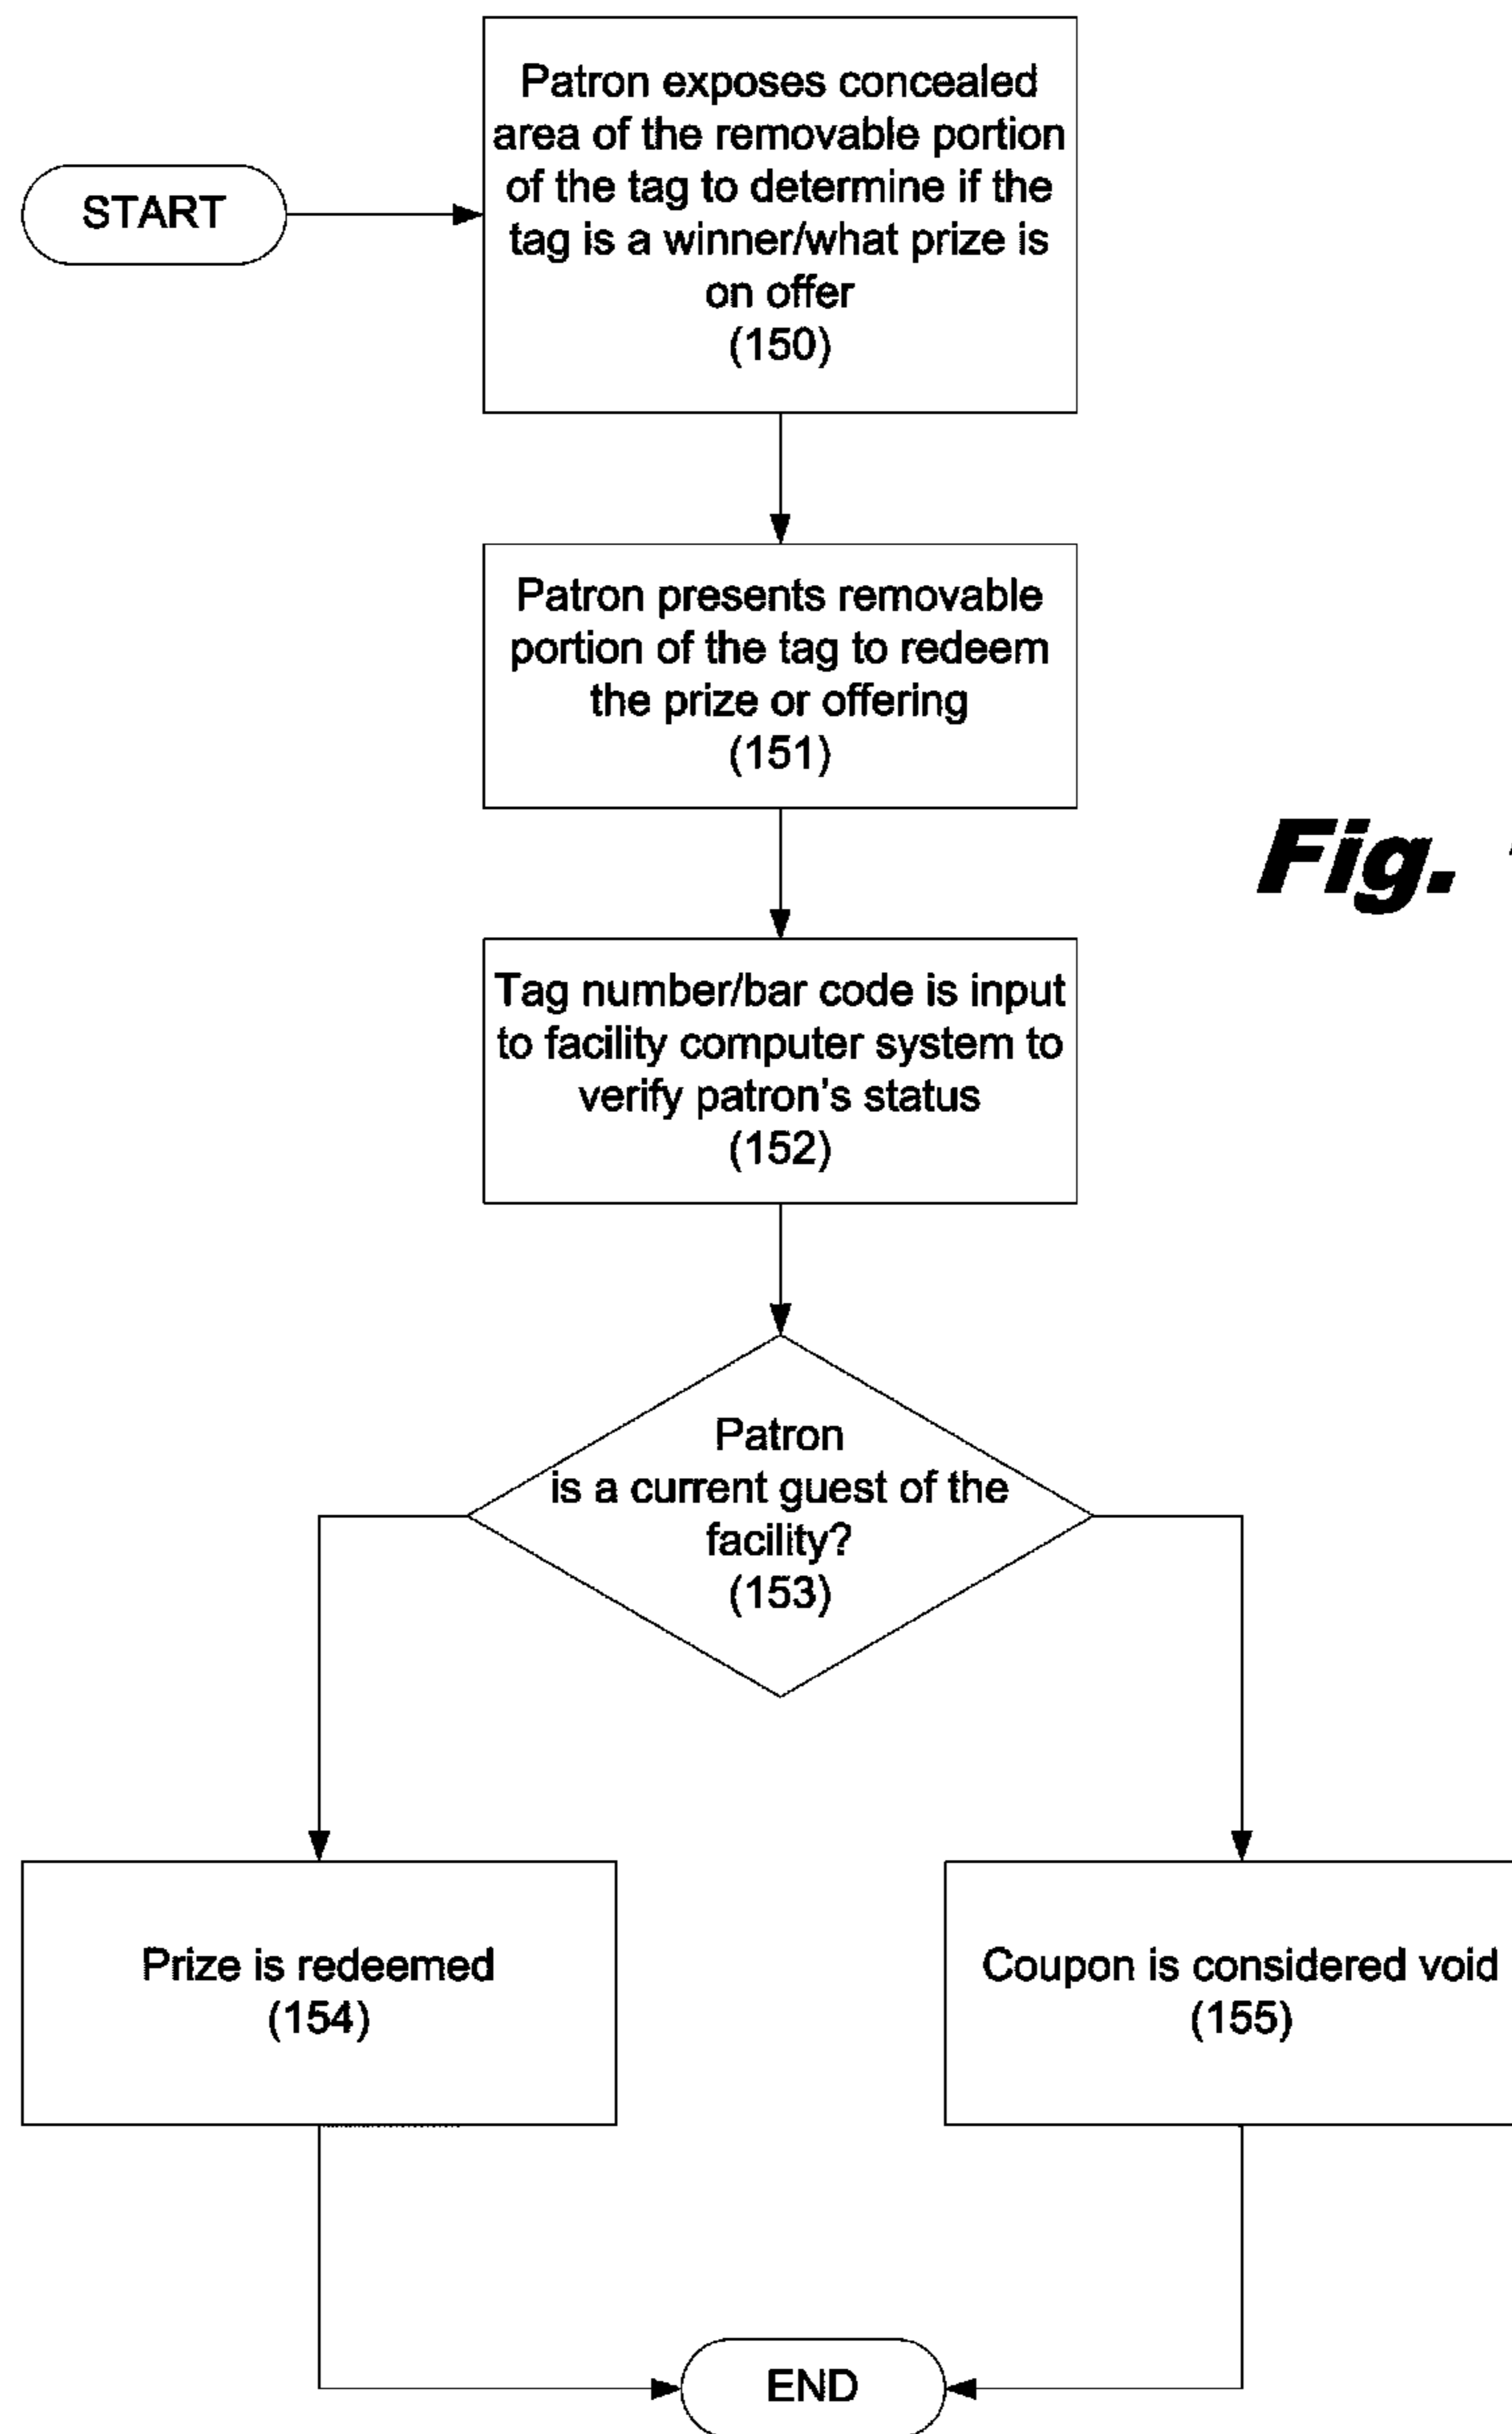 START
Patron exposes concealed
area of the removable portion
of the tag to determine if the
tag is a winner/what prize is
on offer
(150)
Patron presents removable
portion of the tag to redeem
the prize or offering
(151)
Fig.
Tag number/bar code is input
to facility computer system to
verify patron's status
(152)
Patron
is a current guest of the
facility?
(153)
Prize is redeemed
(154)
Coupon is considered void
(155)
END